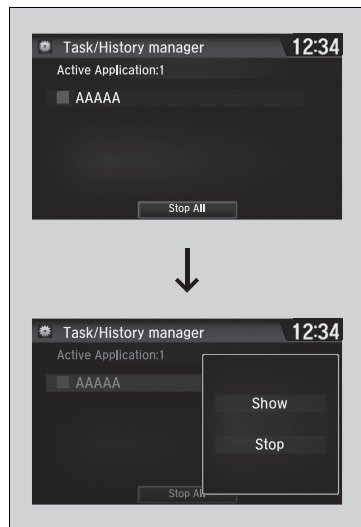 Task/History manager 12:34
Active Application:1
AAAAA
Stop All
Task/History manager 12:34
Active Application:1
AAAAA
Show
Stop
Stop All